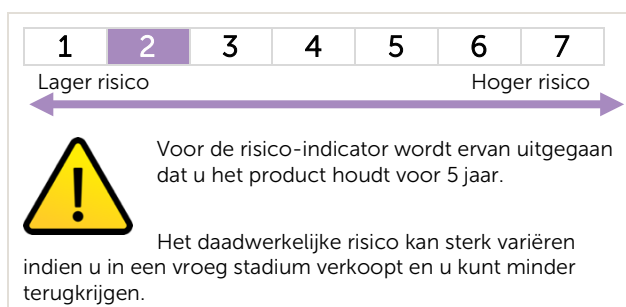 1 2 3 4 5 6 7
Lager risico Hoger risico
Voor de risico-indicator wordt ervan uitgegaan
dat u het product houdt voor 5 jaar.
Het daadwerkelijke risico kan sterk variëren
indien u in een vroeg stadium verkoopt en u kunt minder
terugkrijgen.